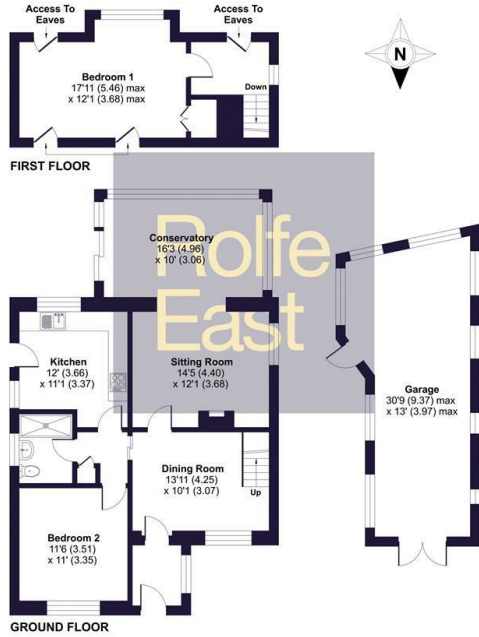 Access To
Eaves
Access To
Eaves
Bedroom 1
17'11 (5.46) max
x 12'1 (3.68) max
Down
N
FIRST FLOOR
Rolfe
East
Conservatory
16'3 (4.96)
x 10' (3.06)
Kitchen
12' (3.66)
x 11'1 (3.37)
Sitting Room
14'5 (4.40)
x 12'1 (3.68)
Garage
30'9 (9.37) max
x 13' (3.97) max
Dining Room
13'11 (4.25)
x 10'1 (3.07)
Up
Bedroom 2
11'6 (3.51)
x 11' (3.35)
GROUND FLOOR